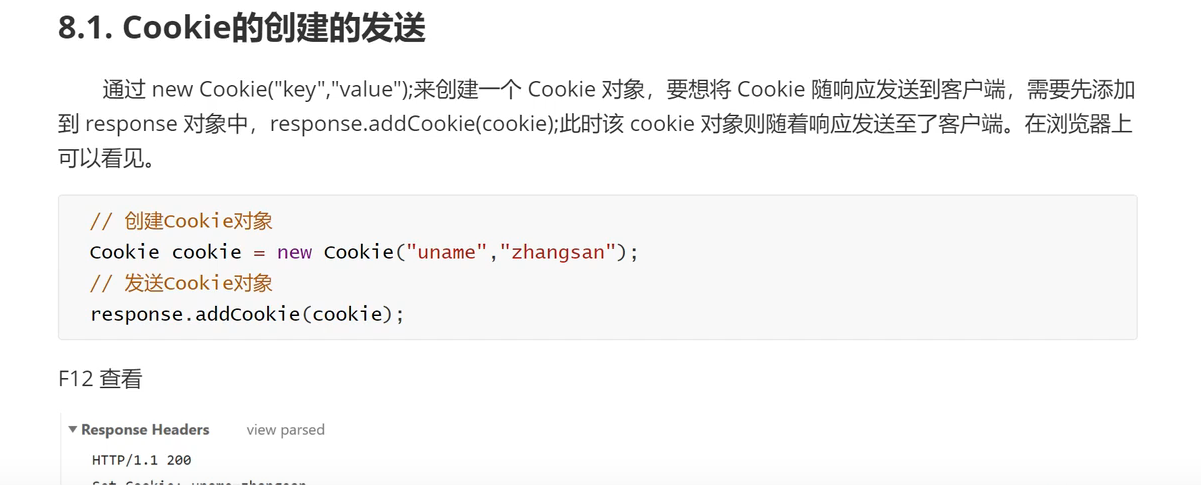 8.1. Cookie的创建的发送
通过 new Cookie("key","value");来创建一个 Cookie 对象，要想将 Cookie 随响应发送到客户端，需要先添加
到 response 对象中，response.addCookie(cookie);此时该 cookie 对象则随着响应发送至了客户端。在浏览器上
可以看见。
// 创建Cookie对象
Cookie cookie = new Cookie("uname","zhangsan");
// 发送Cookie对象
response.addCookie(cookie);
F12 查看
Response Headers view parsed
HTTP/1.1 200